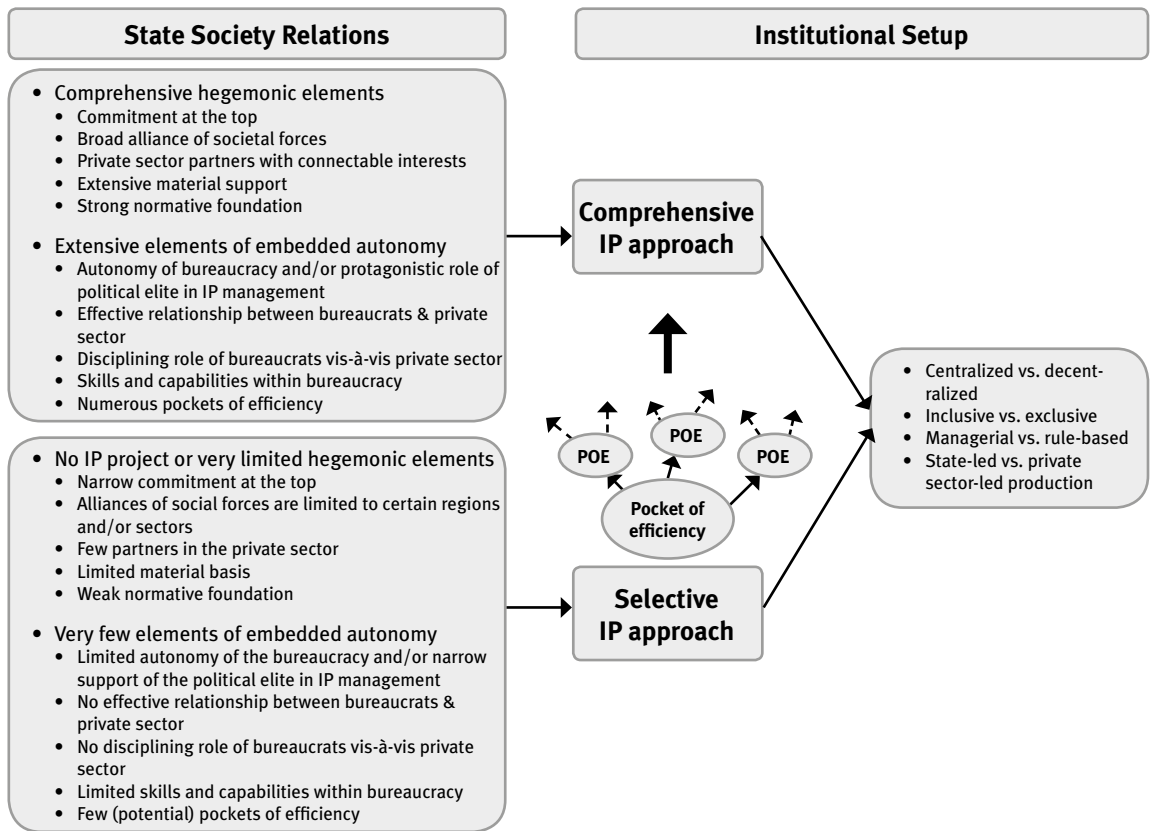 State Society Relations
• Comprehensive hegemonic elements
• Commitment at the top
• Broad alliance of societal forces
• Private sector partners with connectable interests
• Extensive material support
• Strong normative foundation
• Extensive elements of embedded autonomy
• Autonomy of bureaucracy and/or protagonistic role of
political elite in IP management
• Effective relationship between bureaucrats & private
sector
• Disciplining role of bureaucrats vis-à-vis private sector
• Skills and capabilities within bureaucracy
• Numerous pockets of efficiency
• No IP project or very limited hegemonic elements
• Narrow commitment at the top
• Alliances of social forces are limited to certain regions
and/or sectors
• Few partners in the private sector
• Limited material basis
• Weak normative foundation
• Very few elements of embedded autonomy
• Limited autonomy of the bureaucracy and/or narrow
support of the political elite in IP management
• No effective relationship between bureaucrats &
private sector
• No disciplining role of bureaucrats vis-à-vis private
sector
• Limited skills and capabilities within bureaucracy
• Few (potential) pockets of efficiency
Institutional Setup
Comprehensive
IP approach
POE
POE
POE
Pocket of
efficiency
Selective
IP approach
• Centralized vs. decent-
ralized
• Inclusive vs. exclusive
• Managerial vs. rule-based
• State-led vs. private
sector-led production